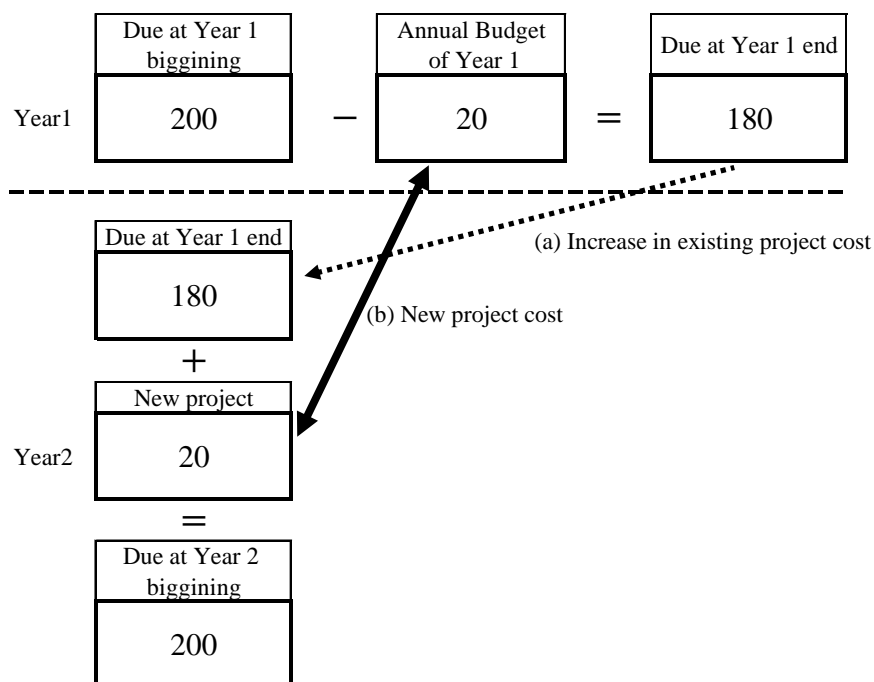 Due at Year 1
biggining
Annual Budget
of Year 1
Due at Year 1 end
Year1
200
−
20
=
180
Due at Year 1 end
(a) Increase in existing project cost
180
(b) New project cost
+
New project
Year2
20
=
Due at Year 2
biggining
200